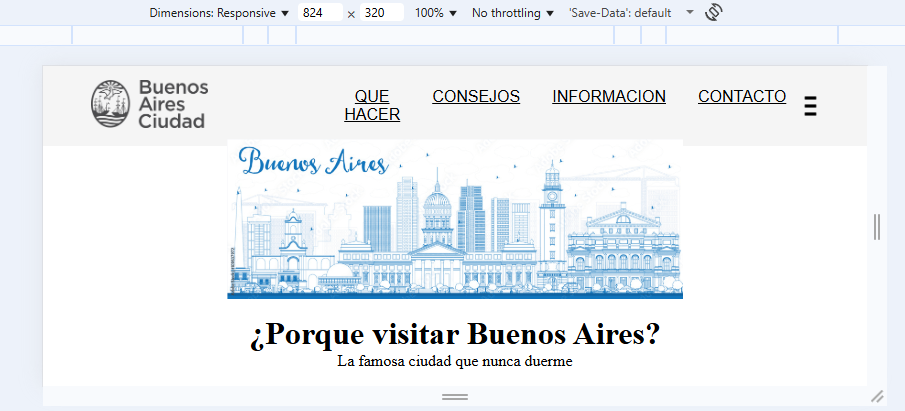 Dimensions: Responsive ▼ 824 × 320 100% ▼ No throttling ▼ 'Save-Data': default
Buenos
Aires
Ciudad
QUE
HACER
CONSEJOS
INFORMACION
CONTACTO
Buenos Aires
¿Porque visitar Buenos Aires?
La famosa ciudad que nunca duerme